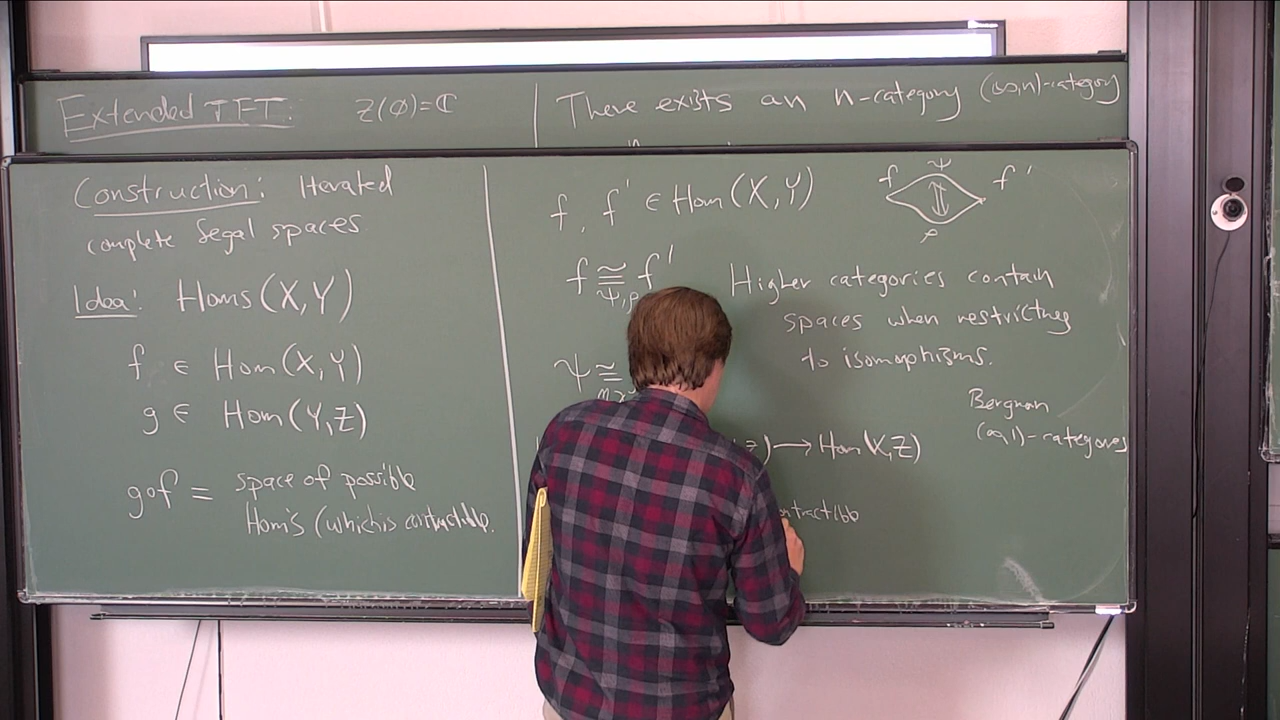 Extended TFT: Z(∅)=ℂ
There exists an n-category (∞,n)-category
Construction: Iterated
complete Segal spaces
Idea: Homs(X,Y)
f ∈ Hom(X,Y)
g ∈ Hom(Y,Z)
g∘f = space of possible
Hom's (which is contractible.
f, f' ∈ Hom(X,Y)
f ψ f'
f ≅ f'
ψ ≅
Higher categories contain
spaces when restricting
to isomorphisms.
Bergman
(∞,1)-categories
Z) → Hom(X,Z)
contractible